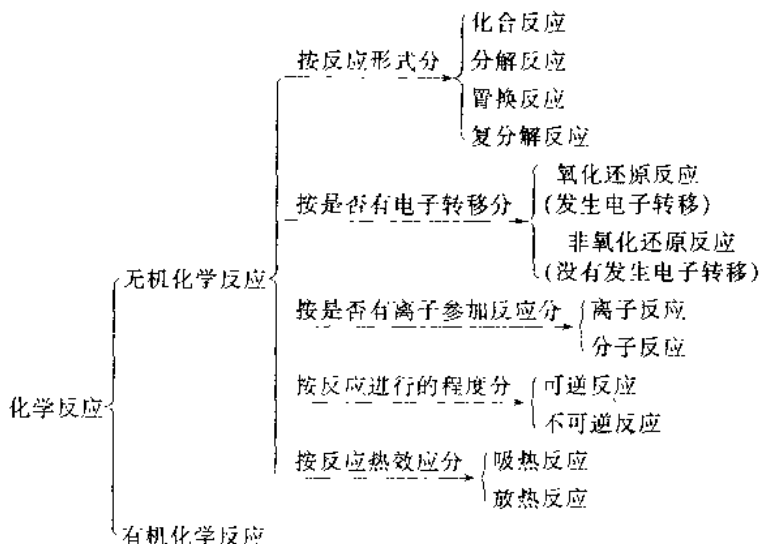 化合反应
按反应形式分
分解反应
置换反应
复分解反应
氧化还原反应
按是否有电子转移分
(发生电子转移)
非氧化还原反应
无机化学反应
(没有发生电子转移)
按是否有离子参加反应分
离子反应
分子反应
化学反应
按反应进行的程度分
可逆反应
不可逆反应
按反应热效应分
吸热反应
放热反应
有机化学反应